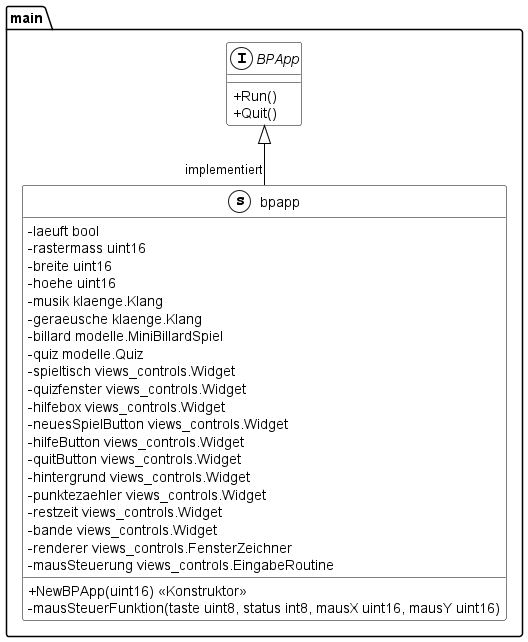 main
I BPApp
+Run()
+Quit()
implementiert
s bpapp
-laeuft bool
-rastermass uint16
-breite uint16
-hoehe uint16
-musik klaenge.Klang
-geraeusche klaenge.Klang
-billard modelle.MiniBillardSpiel
-quiz modelle.Quiz
-spieltisch views_controls.Widget
-quizfenster views_controls.Widget
-hilfebox views_controls.Widget
-neuesSpielButton views_controls.Widget
-hilfeButton views_controls.Widget
-quitButton views_controls.Widget
-hintergrund views_controls.Widget
-punktezaehler views_controls.Widget
-restzeit views_controls.Widget
-bande views_controls.Widget
-renderer views_controls.FensterZeichner
-mausSteuerung views_controls.EingabeRoutine
+NewBPApp(uint16) «Konstruktor»
-mausSteuerFunktion(taste uint8, status int8, mausX uint16, mausY uint16)